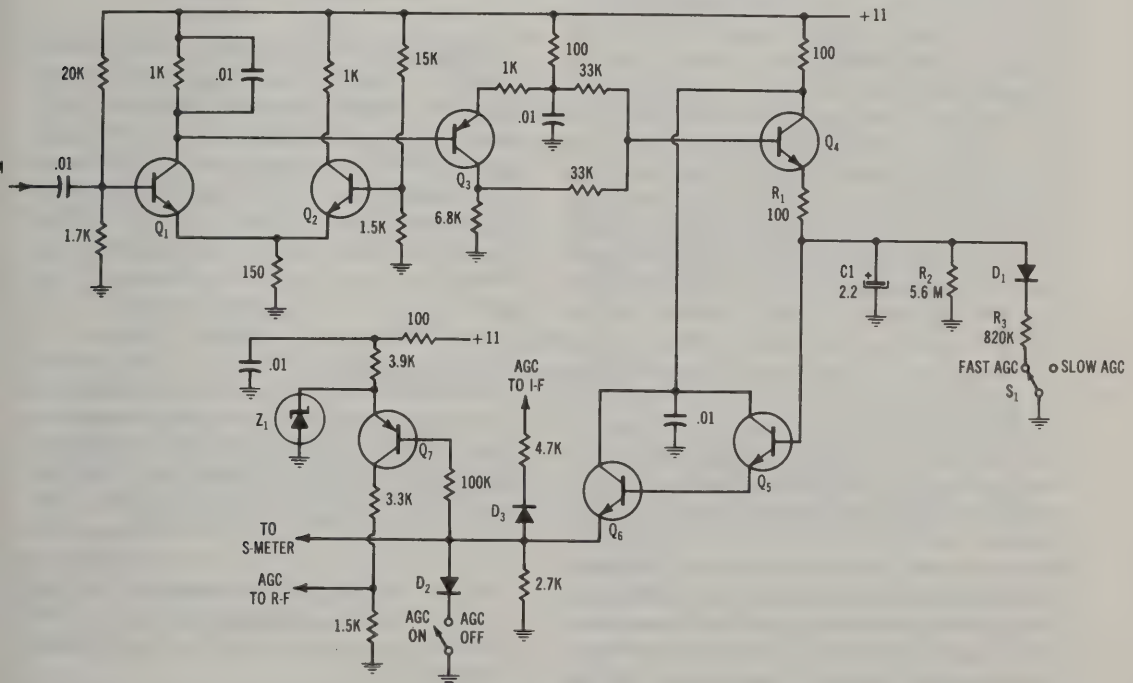 +11
20K
1K
.01
1K
15K
1K
100
33K
100
.01
.01
Q3
Q4
33K
R1
100
Q1
Q2
1.7K
1.5K
6.8K
150
C1
2.2
+
R2
5.6 M
D1
R3
820K
FAST AGC
SLOW AGC
S1
100
+11
.01
3.9K
AGC
TO I-F
Z1
Q7
4.7K
.01
Q5
100K
3.3K
D3
Q6
TO
S-METER
AGC
TO R-F
D2
2.7K
1.5K
AGC
ON
AGC
OFF